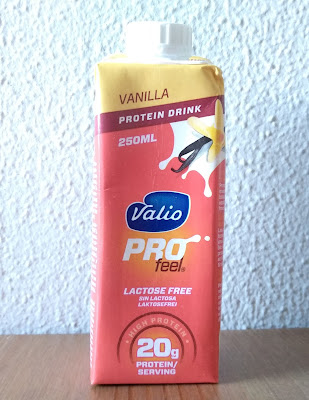 VANILLA
PROTEIN DRINK
250ML
Valio
PRO
feel®
LACTOSE FREE
SIN LACTOSA
LAKTOSEFREI
HIGH PROTEIN
20g
PROTEIN/
SERVING